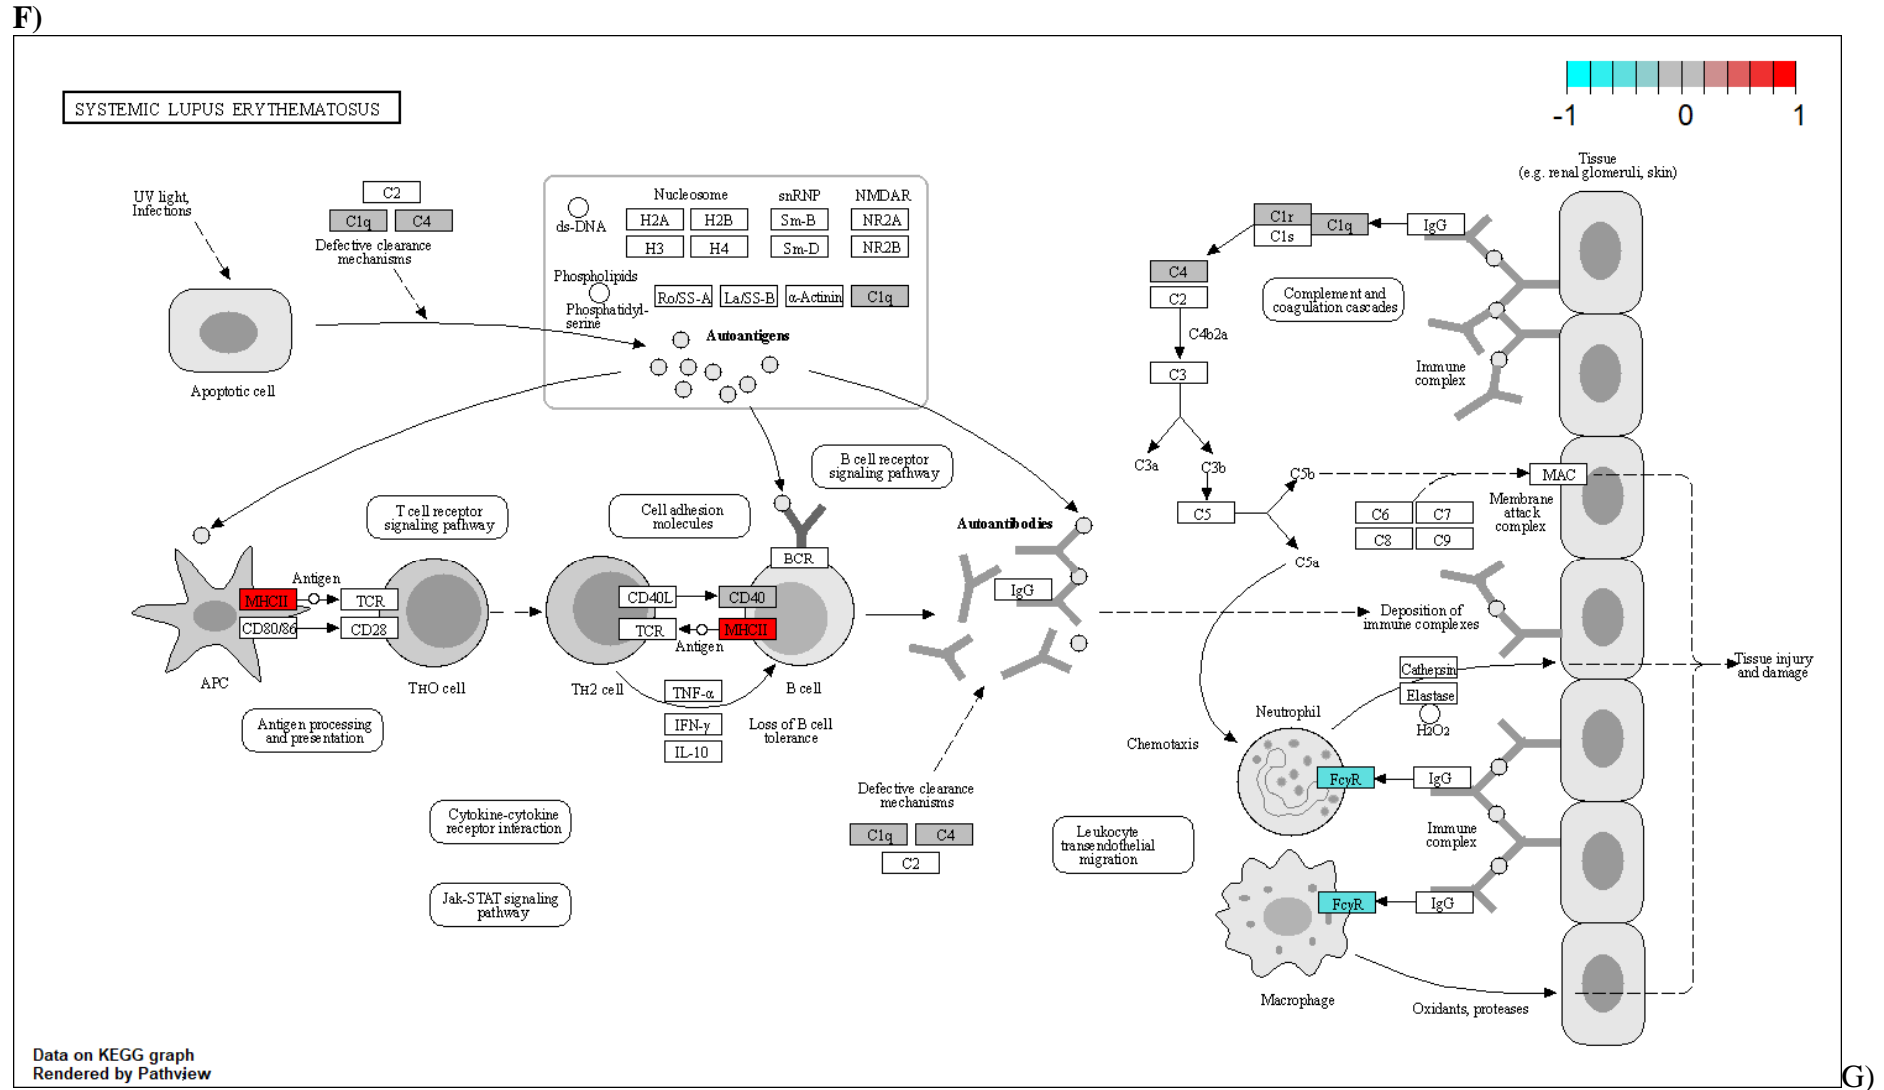 F)
SYSTEMIC LUPUS ERYTHEMATOSUS
-1 0 1
UV light,
Infections
C2
C1q C4
Defective clearance
mechanisms
Apoptotic cell
Nucleosome snRNP NMDAR
ds-DNA
H2A H2B Sm-B NR2A
H3 H4 Sm-D NR2B
Phospholipids
Phosphatidyl-
serine
Ro/SS-A La/SS-B α-Actinin C1q
Autoantigens
Tissue
(e.g. renal glomeruli, skin)
C1r
C1s
C1q
IgG
C4
C2
Complement and
coagulation cascades
C4b2a
C3
Immune
complex
C3a C3b
C5
C5b
C5a
C6 C7
C8 C9
MAC
Membrane
attack
complex
B cell receptor
signaling pathway
T cell receptor
signaling pathway
Cell adhesion
molecules
Autoantibodies
BCR
Antigen
MHCII TCR
CD80/86 CD28
CD40L CD40
TCR MHCII
Antigen
IgG
APC
TH0 cell
TH2 cell
B cell
TNF-α
IFN-γ
IL-10
Loss of B cell
tolerance
Antigen processing
and presentation
Deposition of
immune complexes
Cathepsin
Elastase
H2O2
Tissue injury
and damage
Neutrophil
Chemotaxis
FcγR IgG
Defective clearance
mechanisms
C1q C4
C2
Cytokine-cytokine
receptor interaction
Leukocyte
transendothelial
migration
Immune
complex
Jak-STAT signaling
pathway
FcγR IgG
Macrophage
Oxidants, proteases
Data on KEGG graph
Rendered by Pathview
G)